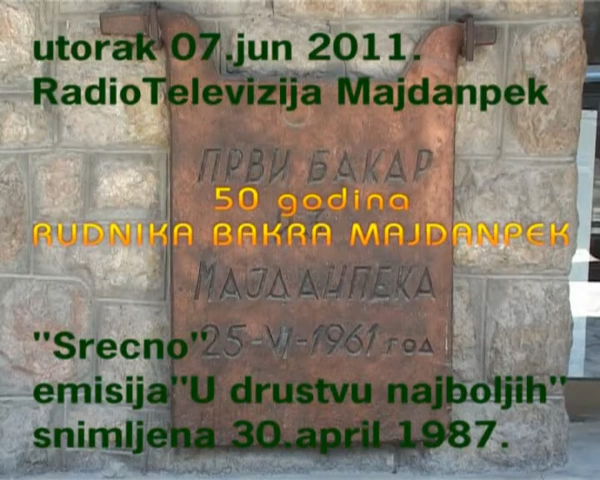 utorak 07.jun 2011.
RadioTelevizija Majdanpek
ПРВИ БАКАР
50 godina
ИЗ
RUDNIKA BAKRA MAJDANPEK
МАЈДАНПЕКА
"Srecno"
25-VI-1961 год
emisija"U drustvu najboljih"
snimljena 30.april 1987.